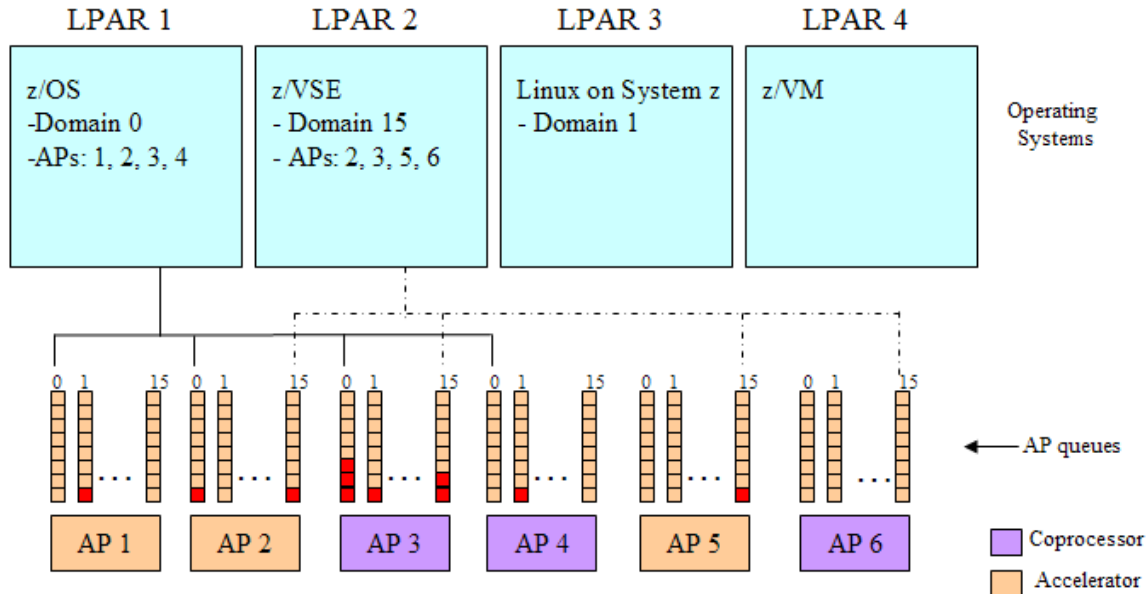 LPAR 1 LPAR 2 LPAR 3 LPAR 4
z/OS
-Domain 0
-APs: 1, 2, 3, 4
z/VSE
- Domain 15
- APs: 2, 3, 5, 6
Linux on System z
- Domain 1
z/VM
Operating
Systems
0 1 15 0 1 15 0 1 15 0 1 15 0 1 15 0 1 15
... ... ... ... ... ...
AP queues
AP 1 AP 2 AP 3 AP 4 AP 5 AP 6
Coprocessor
Accelerator